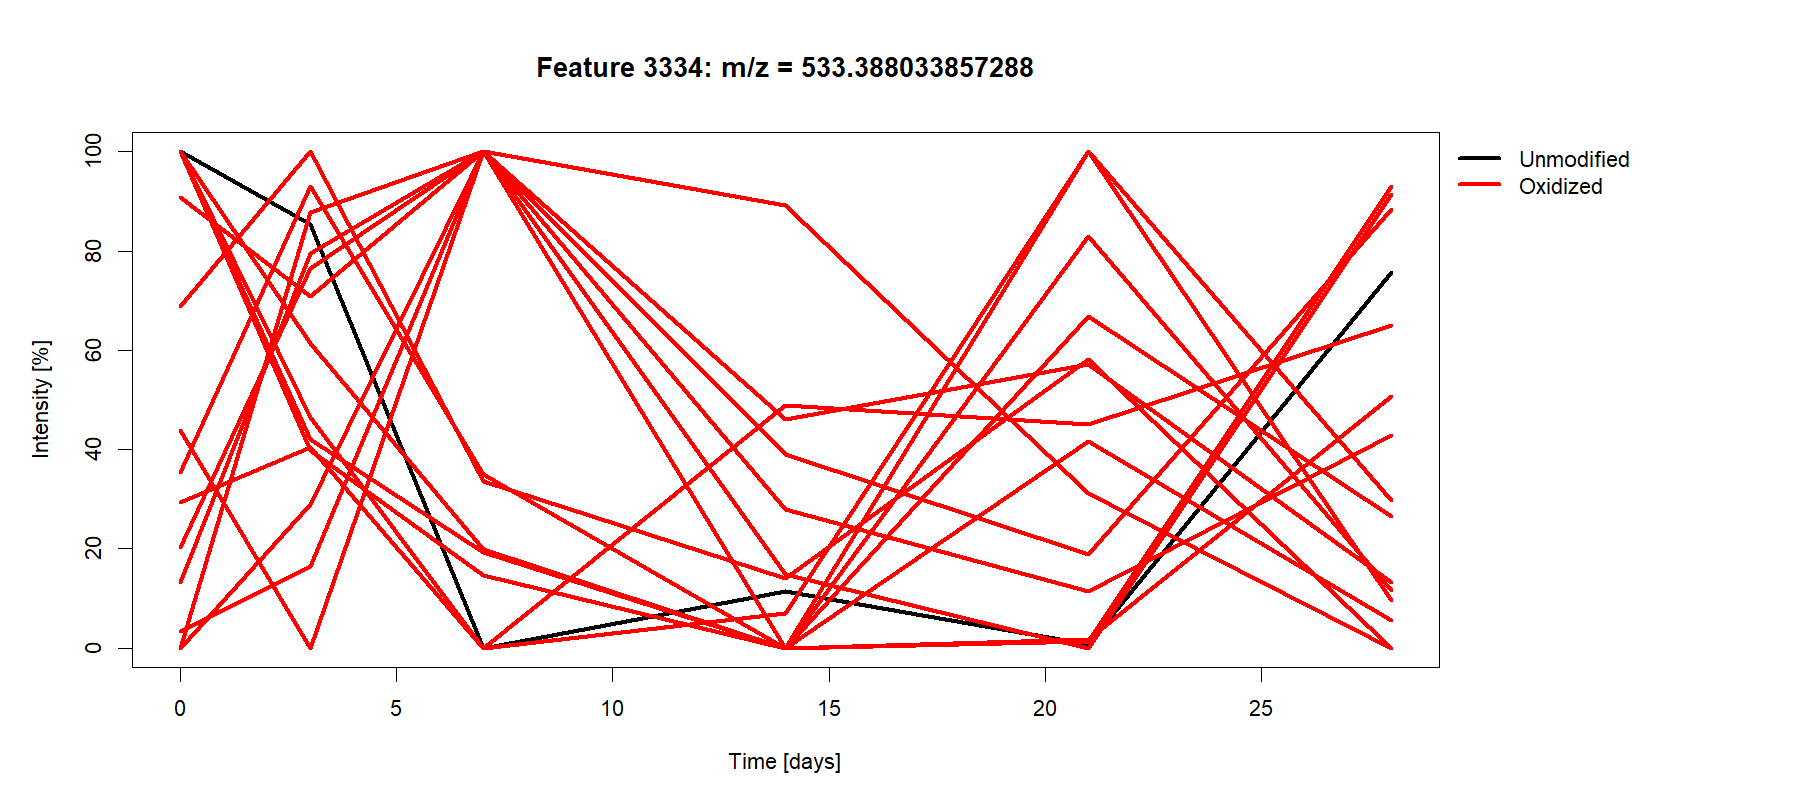 Feature 3334: m/z = 533.388033857288
Unmodified
Oxidized
Intensity [%]
100
80
60
40
20
0
0 5 10 15 20 25
Time [days]